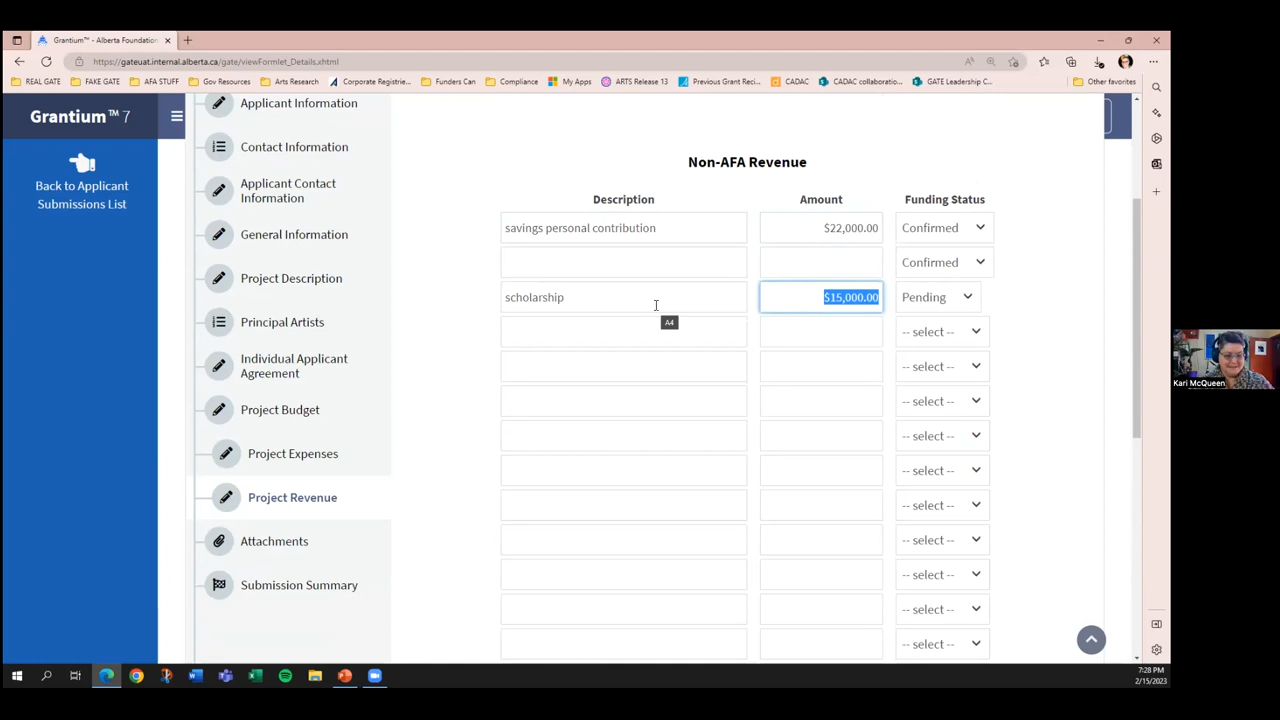 Grantium™ - Alberta Foundation
https://gateuat.internal.alberta.ca/gate/viewFormlet_Details.xhtml
REAL GATE
FAKE GATE
AFA STUFF
Gov Resources
Arts Research
Corporate Registrie...
Funders Can
Compliance
My Apps
ARTS Release 13
Previous Grant Reci...
CADAC
CADAC collaboratio...
GATE Leadership C...
Other favorites
Grantium™ 7
Back to Applicant
Submissions List
Applicant Information
Contact Information
Applicant Contact
Information
General Information
Project Description
Principal Artists
Individual Applicant
Agreement
Project Budget
Project Expenses
Project Revenue
Attachments
Submission Summary
Non-AFA Revenue
Description Amount Funding Status
savings personal contribution $22,000.00 Confirmed
Confirmed
scholarship $15,000.00 Pending
A4
-- select --
-- select --
-- select --
-- select --
-- select --
-- select --
-- select --
-- select --
-- select --
-- select --
Kari McQueen
7:28 PM
2/15/2023